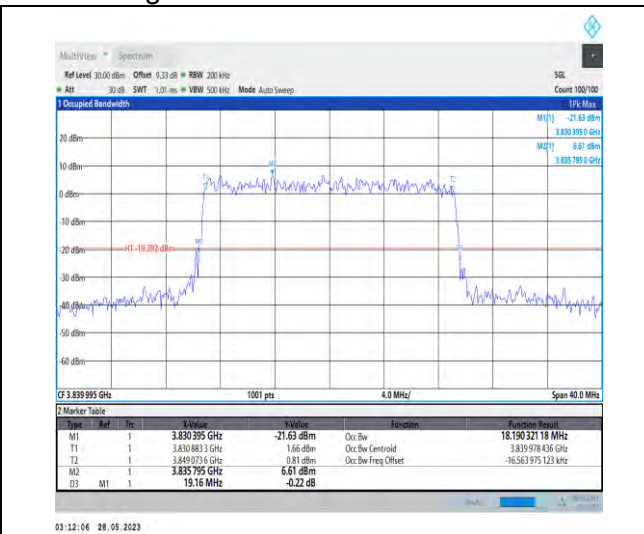 MultiView Spectrum
Ref Level 30.00 dBm Offset 9.33 dB RBW 200 kHz SGL
Att 30 dB SWT 1.01 ms VBW 500 kHz Mode Auto Sweep Count 100/100
1 Occupied Bandwidth 1Pk Max
M1[1] -21.63 dBm
3.830 395 0 GHz
M2[1] 6.61 dBm
3.835 795 0 GHz
20 dBm
10 dBm
M2
T1
T2
0 dBm
-10 dBm
-20 dBm
H1 -19.392 dBm
-30 dBm
-40 dBm
-50 dBm
-60 dBm
CF 3.839 995 GHz 1001 pts 4.0 MHz/ Span 40.0 MHz
2 Marker Table
Type Ref Trc X-Value Y-Value Function Function Result
M1 1 3.830 395 GHz -21.63 dBm Occ Bw 18.190 321 18 MHz
T1 1 3.830 883 3 GHz 1.66 dBm Occ Bw Centroid 3.839 978 436 GHz
T2 1 3.849 073 6 GHz 0.81 dBm Occ Bw Freq Offset -16.563 975 123 kHz
M2 1 3.835 795 GHz 6.61 dBm
D3 M1 1 19.16 MHz -0.22 dB
03:12:06 28.05.2023